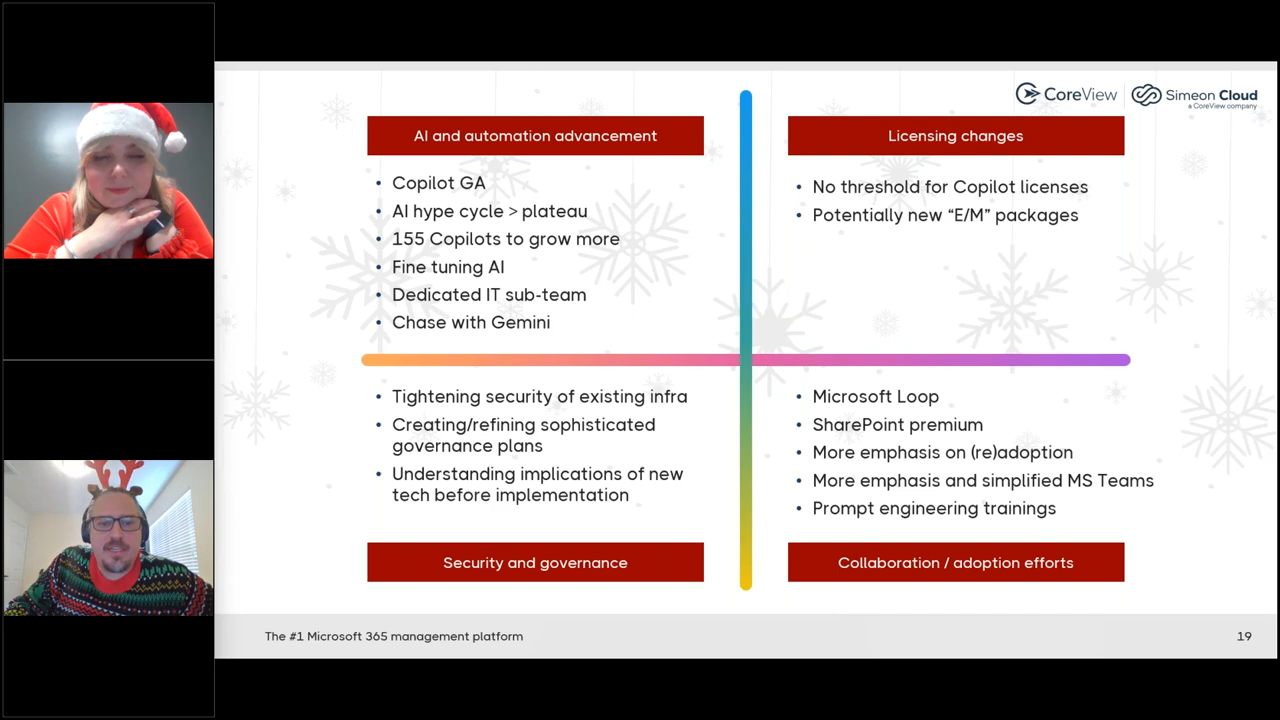 CoreView
Simeon Cloud
a CoreView company
AI and automation advancement
• Copilot GA
• AI hype cycle > plateau
• 155 Copilots to grow more
• Fine tuning AI
• Dedicated IT sub-team
• Chase with Gemini
Licensing changes
• No threshold for Copilot licenses
• Potentially new “E/M” packages
• Tightening security of existing infra
• Creating/refining sophisticated
governance plans
• Understanding implications of new
tech before implementation
Security and governance
• Microsoft Loop
• SharePoint premium
• More emphasis on (re)adoption
• More emphasis and simplified MS Teams
• Prompt engineering trainings
Collaboration / adoption efforts
The #1 Microsoft 365 management platform
19